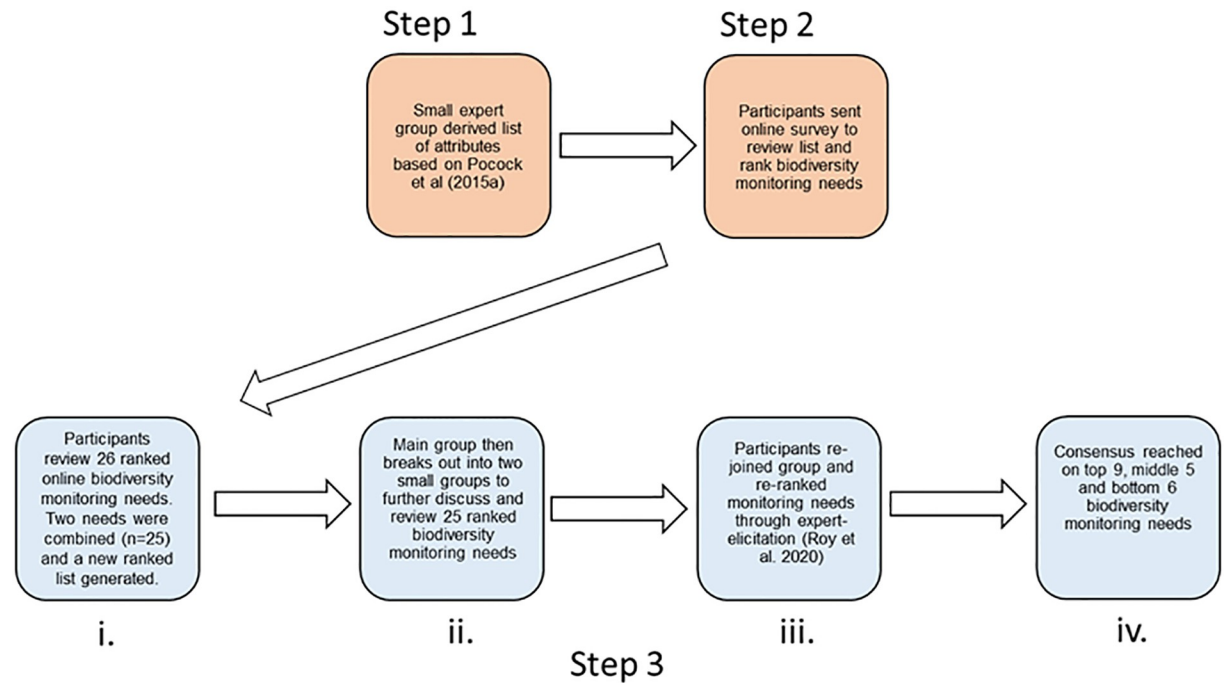 Step 1
Step 2
Small expert
group derived list
of attributes
based on Pocock
et al (2015a)
Participants sent
online survey to
review list and
rank biodiversity
monitoring needs
Participants
review 26 ranked
online biodiversity
monitoring needs.
Two needs were
combined (n=25)
and a new ranked
list generated.
Main group then
breaks out into two
small groups to
further discuss and
review 25 ranked
biodiversity
monitoring needs
Participants re-
joined group and
re-ranked
monitoring needs
through expert-
elicitation (Roy et
al. 2020)
Consensus reached
on top 9, middle 5
and bottom 6
biodiversity
monitoring needs
i.
ii.
iii.
iv.
Step 3